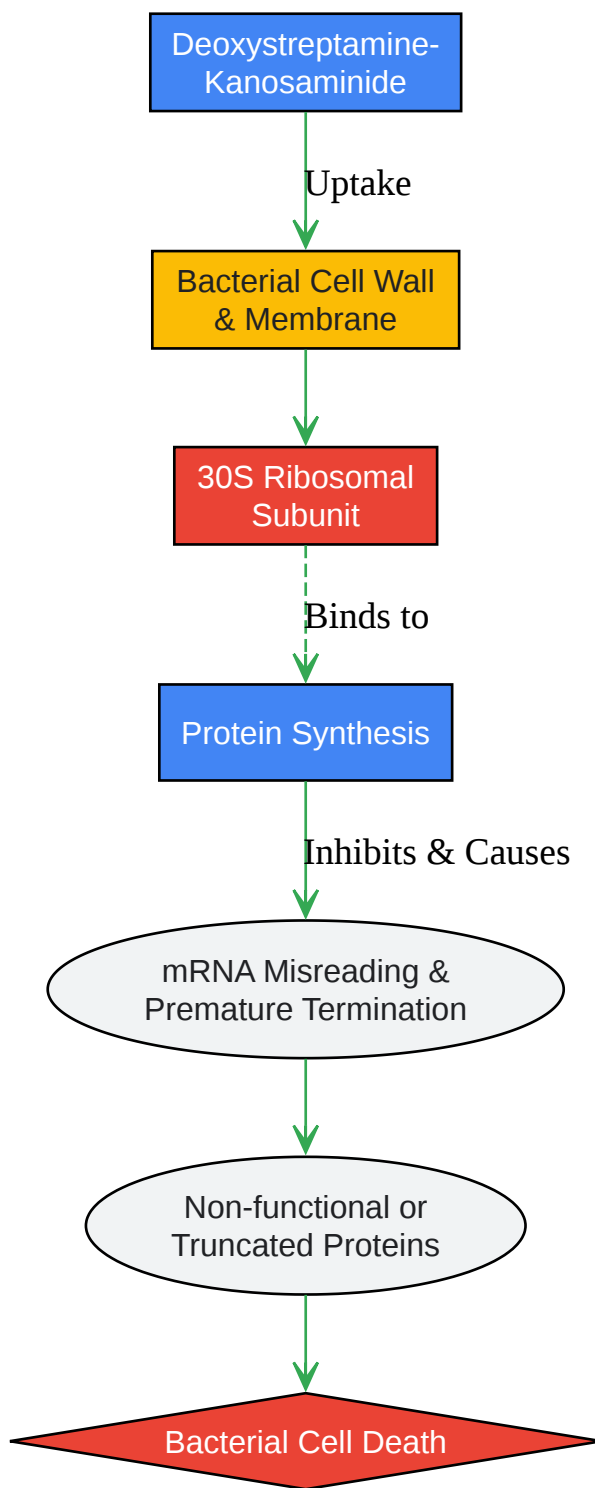 Deoxystreptamine-
Kanosaminide
Uptake
Bacterial Cell Wall
& Membrane
30S Ribosomal
Subunit
Binds to
Protein Synthesis
Inhibits & Causes
mRNA Misreading &
Premature Termination
Non-functional or
Truncated Proteins
Bacterial Cell Death